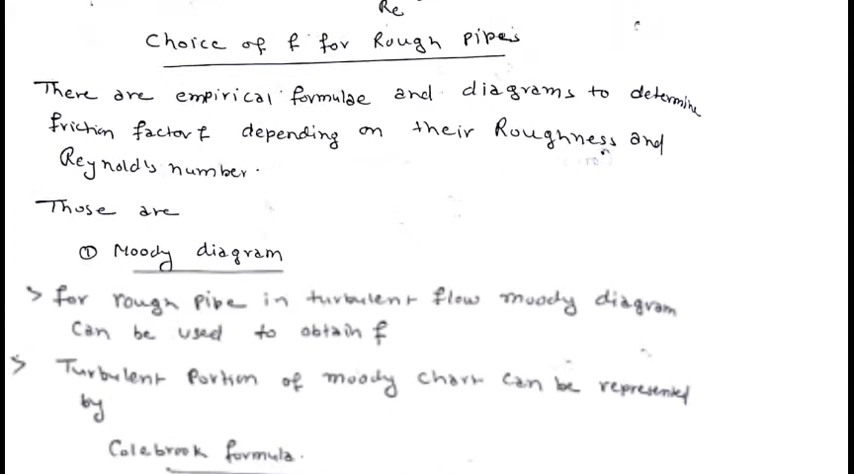 Re
Choice of f for Rough pipes
There are empirical formulae and diagrams to determine
friction factor f depending on their Roughness and
Reynold's number.
Those are
① Moody diagram
> for rough pipe in turbulent flow moody diagram
can be used to obtain f
> Turbulent Portion of moody chart can be represented
by
Colebrook formula.